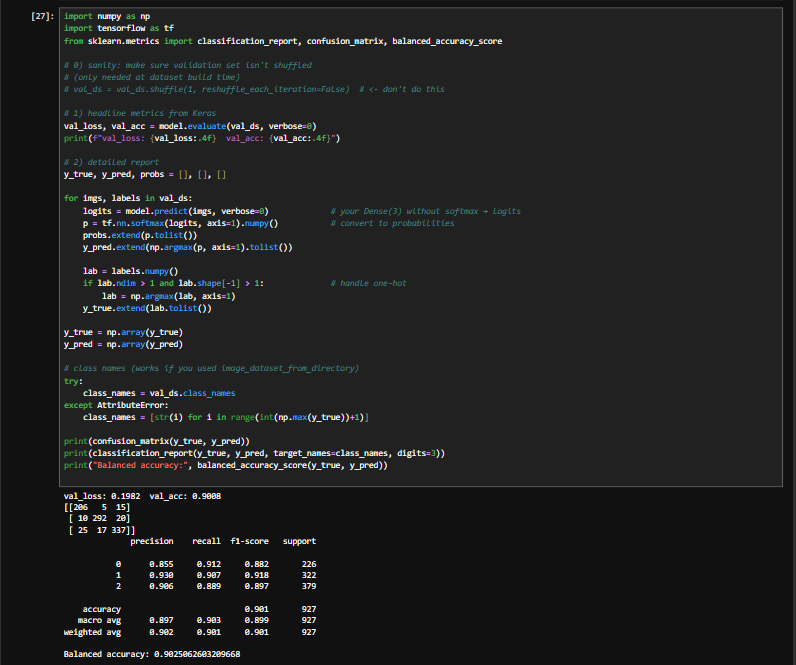 [27]: import numpy as np
import tensorflow as tf
from sklearn.metrics import classification_report, confusion_matrix, balanced_accuracy_score
# 0) sanity: make sure validation set isn't shuffled
# (only needed at dataset build time)
# val_ds = val_ds.shuffle(1, reshuffle_each_iteration=False)  # <- don't do this
# 1) headline metrics from Keras
val_loss, val_acc = model.evaluate(val_ds, verbose=0)
print(f"val_loss: {val_loss:.4f}  val_acc: {val_acc:.4f}")
# 2) detailed report
y_true, y_pred, probs = [], [], []
for imgs, labels in val_ds:
    logits = model.predict(imgs, verbose=0)          # your Dense(3) without softmax → logits
    p = tf.nn.softmax(logits, axis=1).numpy()          # convert to probabilities
    probs.extend(p.tolist())
    y_pred.extend(np.argmax(p, axis=1).tolist())
    lab = labels.numpy()
    if lab.ndim > 1 and lab.shape[-1] > 1:          # handle one-hot
        lab = np.argmax(lab, axis=1)
    y_true.extend(lab.tolist())
y_true = np.array(y_true)
y_pred = np.array(y_pred)
# class names (works if you used image_dataset_from_directory)
try:
    class_names = val_ds.class_names
except AttributeError:
    class_names = [str(i) for i in range(int(np.max(y_true))+1)]
print(confusion_matrix(y_true, y_pred))
print(classification_report(y_true, y_pred, target_names=class_names, digits=3))
print("Balanced accuracy:", balanced_accuracy_score(y_true, y_pred))
val_loss: 0.1982  val_acc: 0.9008
[[206   5  15]
 [ 10 292  20]
 [ 25  17 337]]
              precision    recall  f1-score   support
           0      0.855     0.912     0.882       226
           1      0.930     0.907     0.918       322
           2      0.906     0.889     0.897       379
    accuracy                          0.901       927
   macro avg      0.897     0.903     0.899       927
weighted avg      0.902     0.901     0.901       927
Balanced accuracy: 0.9025062603209668